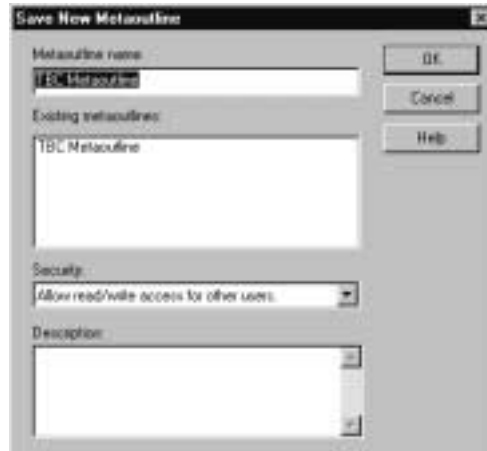 Save New Metaoutline
Metaoutline name:
TBC Metaoutline
Existing metaoutlines:
TBC Metaoutline
Security:
Allow read/write access for other users.
Description:
OK
Cancel
Help